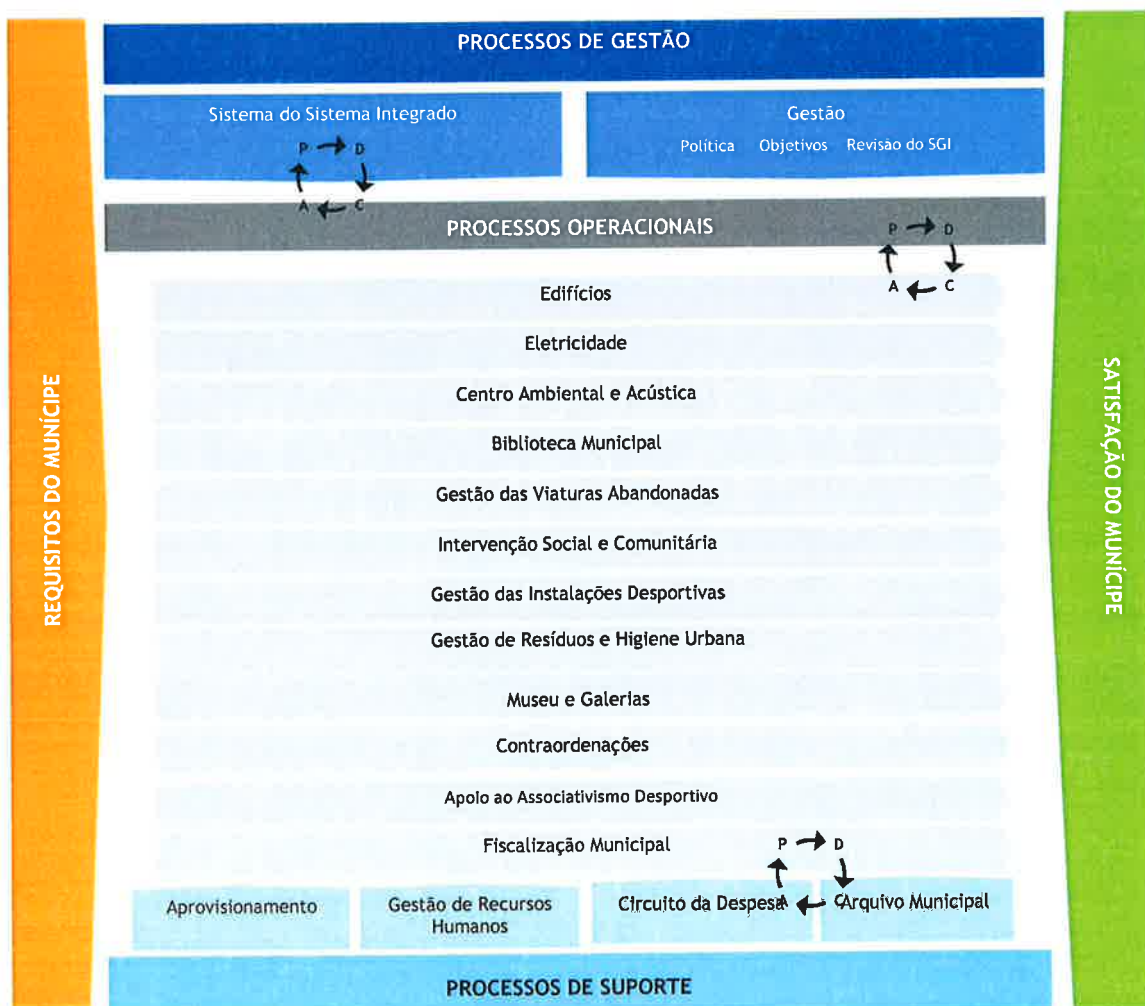 PROCESSOS DE GESTÃO
Sistema do Sistema Integrado
P D
A C
Gestão
Política Objetivos Revisão do SGI
PROCESSOS OPERACIONAIS
P D
A C
Edifícios
Eletricidade
Centro Ambiental e Acústica
Biblioteca Municipal
Gestão das Viaturas Abandonadas
Intervenção Social e Comunitária
Gestão das Instalações Desportivas
Gestão de Resíduos e Higiene Urbana
Museu e Galerias
Contraordenações
Apoio ao Associativismo Desportivo
Fiscalização Municipal
P D
A C
Aprovisionamento
Gestão de Recursos
Humanos
Circuito da Despesa
Arquivo Municipal
PROCESSOS DE SUPORTE
REQUISITOS DO MUNÍCIPE
SATISFAÇÃO DO MUNÍCIPE